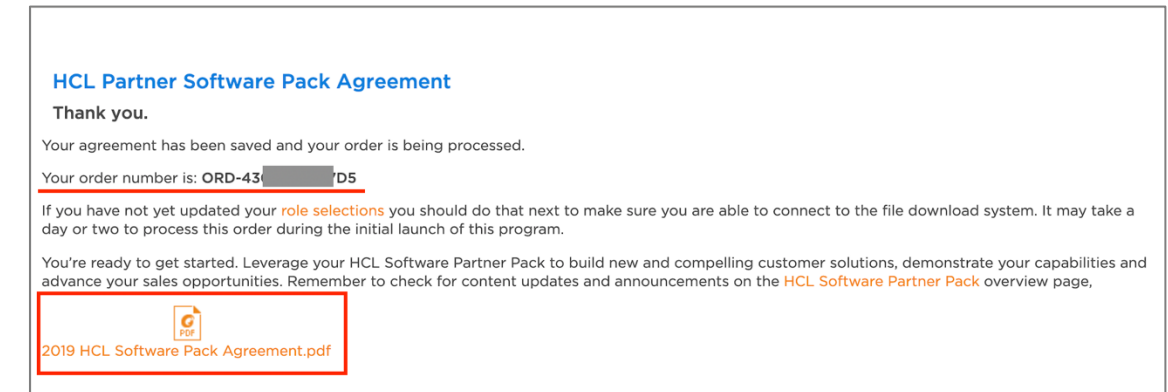 HCL Partner Software Pack Agreement
Thank you.
Your agreement has been saved and your order is being processed.
Your order number is:
If you have not yet updated your role selections you should do that next to make sure you are able to connect to the file download system. It may take a
day or two to process this order during the initial launch of this program.
You're ready to get started. Leverage your HCL Software Partner Pack to build new and compelling customer solutions, demonstrate your capabilities and
advance your sales opportunities. Remember to check for content updates and announcements on the HCL Software Partner Pack overview page,
PDF
2019 HCL Software Pack Agreement.pdf